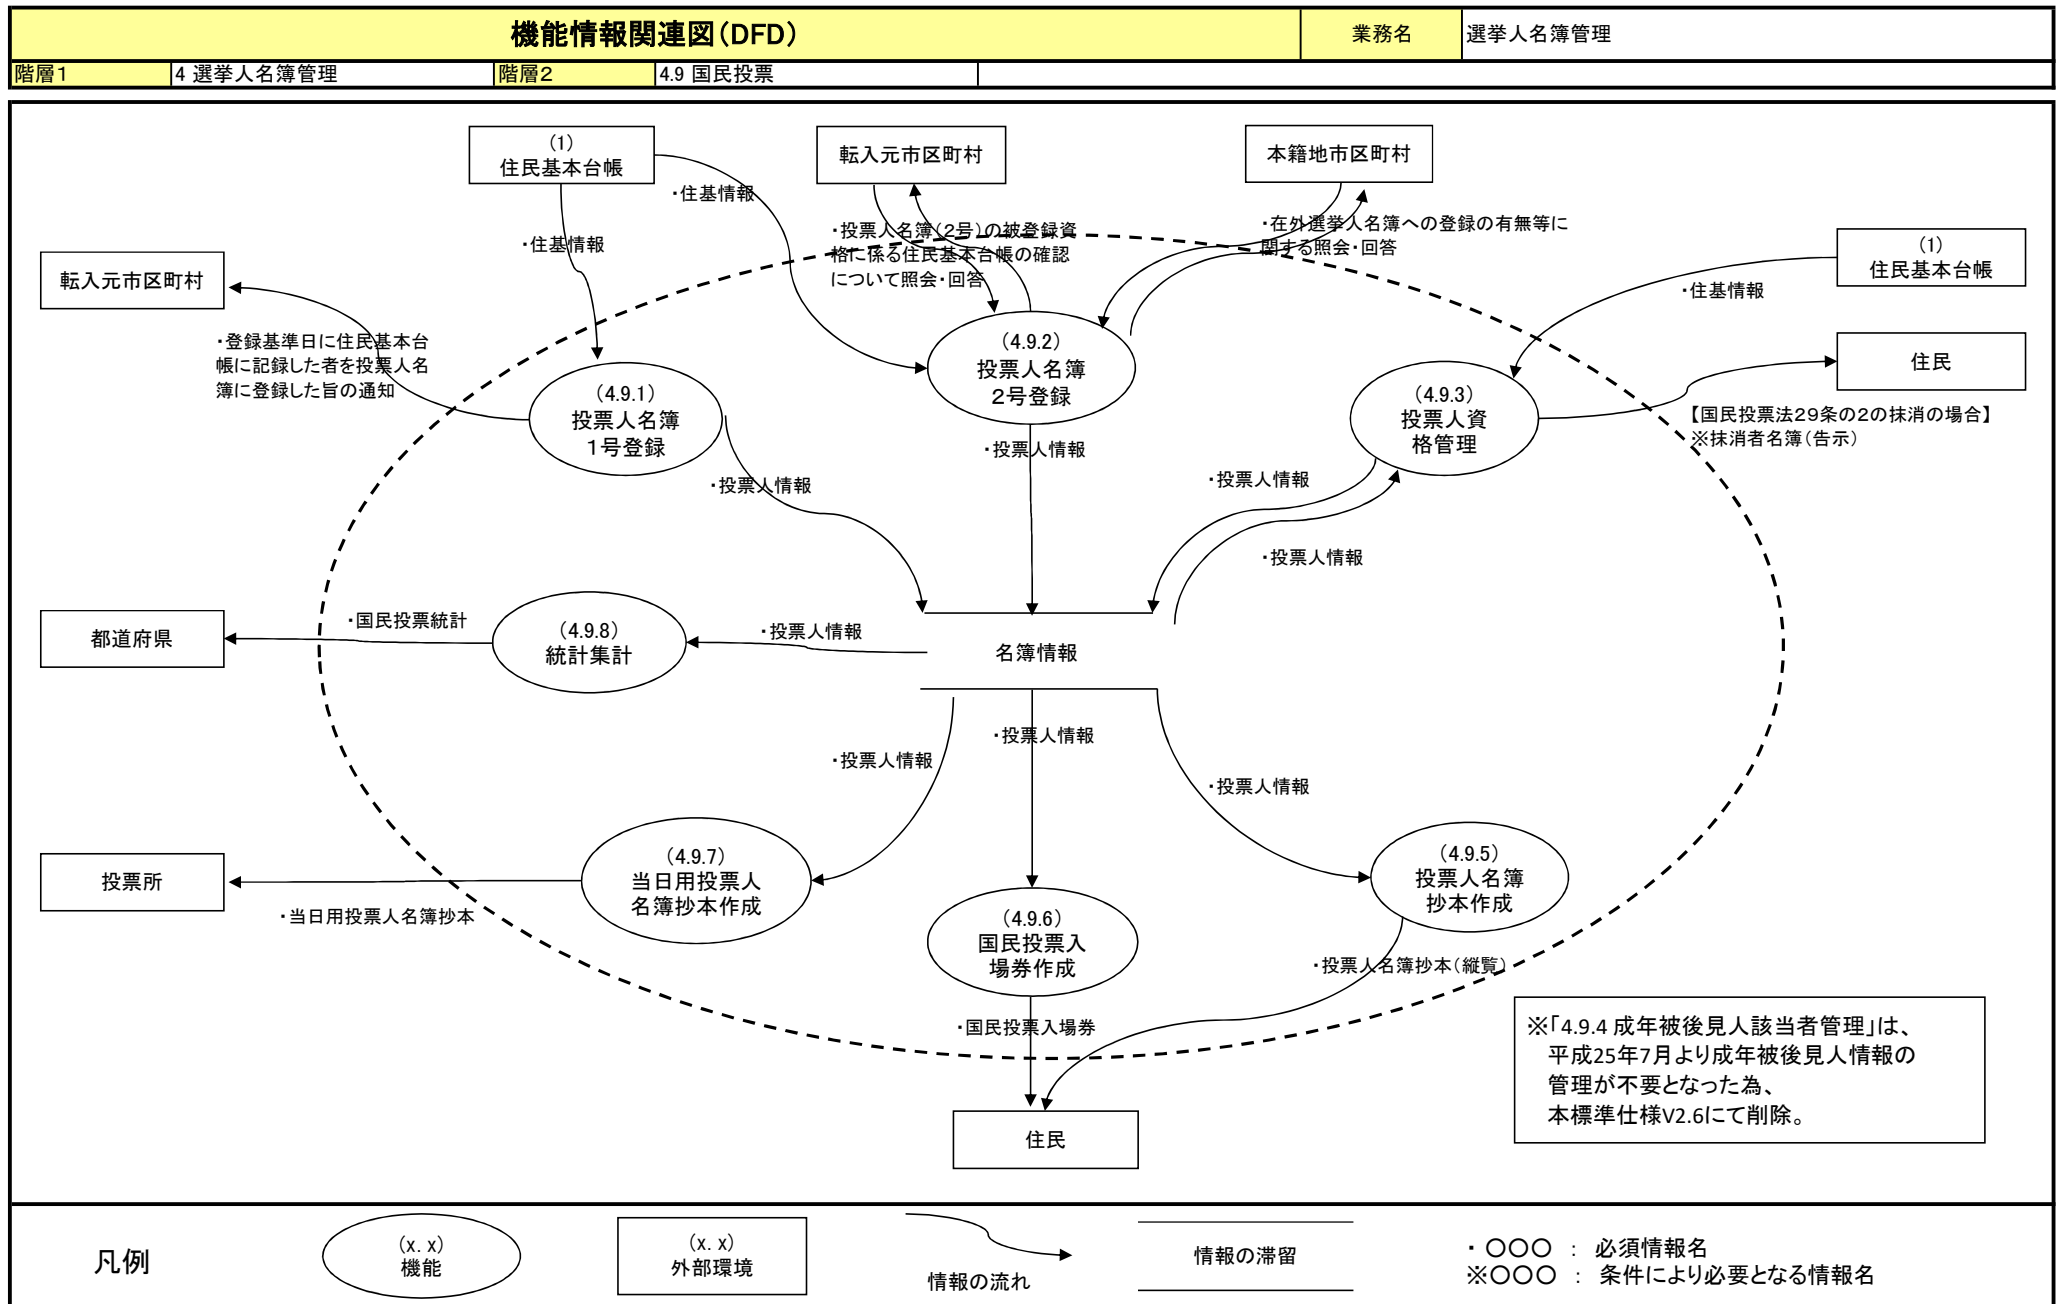 機能情報関連図（DFD）
業務名
選挙人名簿管理
階層１
4 選挙人名簿管理
階層２
4.9 国民投票
(1)
住民基本台帳
転入元市区町村
本籍地市区町村
・住基情報
・住基情報
・投票人名簿（2号）の被登録資
格に係る住民基本台帳の確認
について照会・回答
・在外選挙人名簿への登録の有無等に
関する照会・回答
(1)
住民基本台帳
転入元市区町村
・住基情報
・登録基準日に住民基本台
帳に記録した者を投票人名
簿に登録した旨の通知
(4.9.1)
投票人名簿
１号登録
(4.9.2)
投票人名簿
２号登録
(4.9.3)
投票人資
格管理
住民
【国民投票法29条の2の抹消の場合】
※抹消者名簿（告示）
・投票人情報
・投票人情報
・投票人情報
・投票人情報
都道府県
・国民投票統計
(4.9.8)
統計集計
・投票人情報
名簿情報
・投票人情報
・投票人情報
・投票人情報
投票所
・当日用投票人名簿抄本
(4.9.7)
当日用投票人
名簿抄本作成
(4.9.6)
国民投票入
場券作成
(4.9.5)
投票人名簿
抄本作成
・投票人名簿抄本（縦覧）
・国民投票入場券
住民
※「4.9.4 成年被後見人該当者管理」は、
平成25年7月より成年被後見人情報の
管理が不要となった為、
本標準仕様V2.6にて削除。
凡例
(x. x)
機能
(x. x)
外部環境
情報の流れ
情報の滞留
・ ○○○ ： 必須情報名
※○○○ ： 条件により必要となる情報名